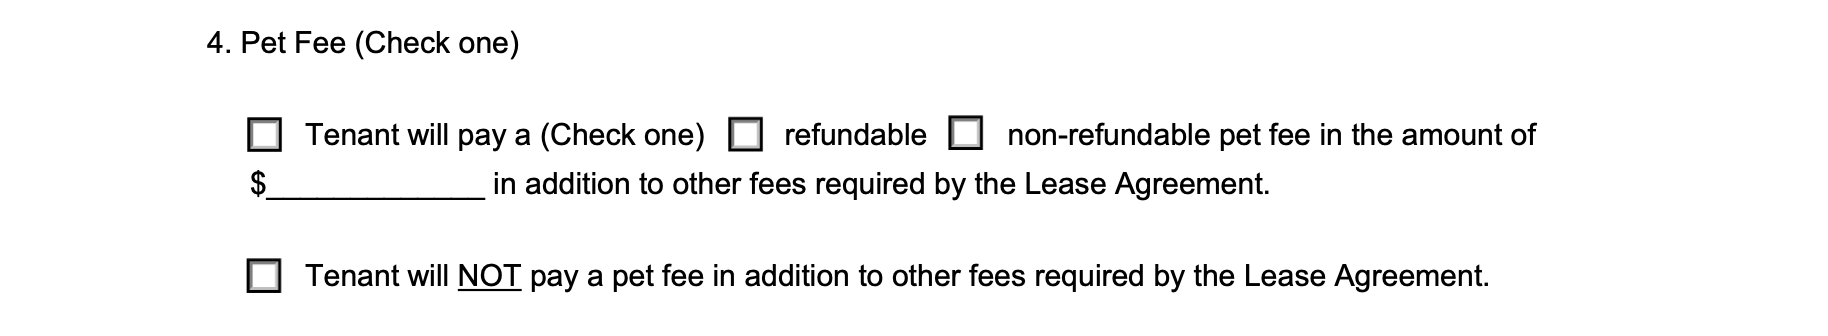 4. Pet Fee (Check one)
☐ Tenant will pay a (Check one) ☐ refundable ☐ non-refundable pet fee in the amount of
$_____________ in addition to other fees required by the Lease Agreement.
☐ Tenant will NOT pay a pet fee in addition to other fees required by the Lease Agreement.